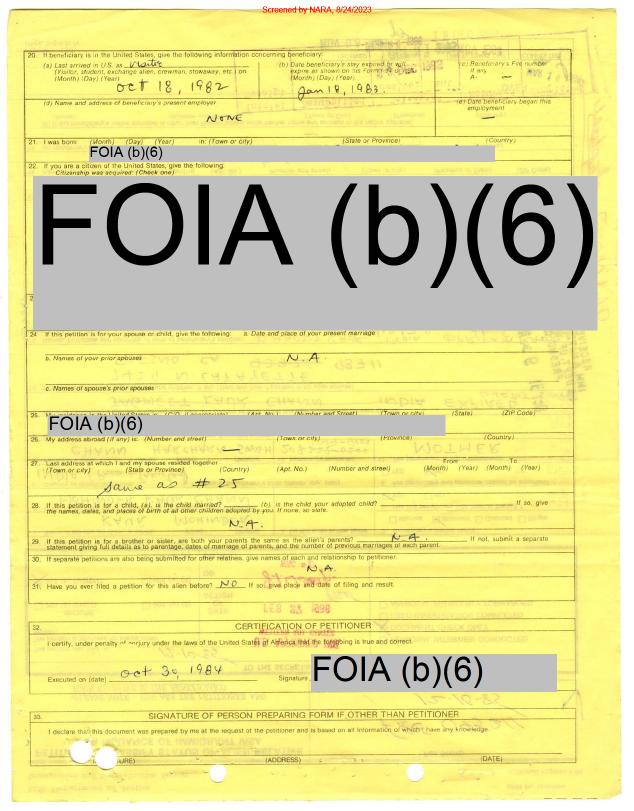 Screened by NARA, 8/24/2023
20. If beneficiary is in the United States, give the following information concerning beneficiary:
(a) Last arrived in U.S. as visitor
(Visitor, student, exchange alien, crewman, stowaway, etc.) on
(Month) (Day) (Year)
oct 18, 1982
(b) Date beneficiary's stay expired or will
expire as shown on his Form
(Month) (Day) (Year)
Jan 18, 1983.
(c) Beneficiary's File number
if any
A- —
(d) Name and address of beneficiary's present employer
NONE
(e) Date beneficiary began this
employment
—
21. I was born: (Month) (Day) (Year) in: (Town or city) (State or Province) (Country)
FOIA (b)(6)
22. If you are a citizen of the United States, give the following:
Citizenship was acquired: (Check one)
FOIA (b)(6)
24. If this petition is for your spouse or child, give the following: a. Date and place of your present marriage
b. Names of your prior spouses N.A.
c. Names of spouse's prior spouses
25. (Apt. No.) (Number and Street) (Town or city) (State) (ZIP Code)
FOIA (b)(6)
26. My address abroad (if any) is: (Number and street) (Town or city) (Province) (Country)
—
27. Last address at which I and my spouse resided together
(Town or city) (State or Province) (Country) (Apt. No.) (Number and street) From (Month) (Year) To (Month) (Year)
same as # 25
28. If this petition is for a child, (a) is the child married? (b) is the child your adopted child? If so, give
the names, dates, and places of birth of all other children adopted by you. If none, so state.
N.A.
29. If this petition is for a brother or sister, are both your parents the same as the alien's parents? N.A. If not, submit a separate
statement giving full details as to parentage, dates of marriage of parents, and the number of previous marriages of each parent.
30. If separate petitions are also being submitted for other relatives, give names of each and relationship to petitioner.
N.A.
31. Have you ever filed a petition for this alien before? NO If so, give place and date of filing and result.
32. CERTIFICATION OF PETITIONER
I certify, under penalty of perjury under the laws of the United States of America that the foregoing is true and correct.
Executed on (date) oct 30, 1984 Signature FOIA (b)(6)
33. SIGNATURE OF PERSON PREPARING FORM IF OTHER THAN PETITIONER
I declare that this document was prepared by me at the request of the petitioner and is based on all information of which I have any knowledge.
(ADDRESS) (DATE)